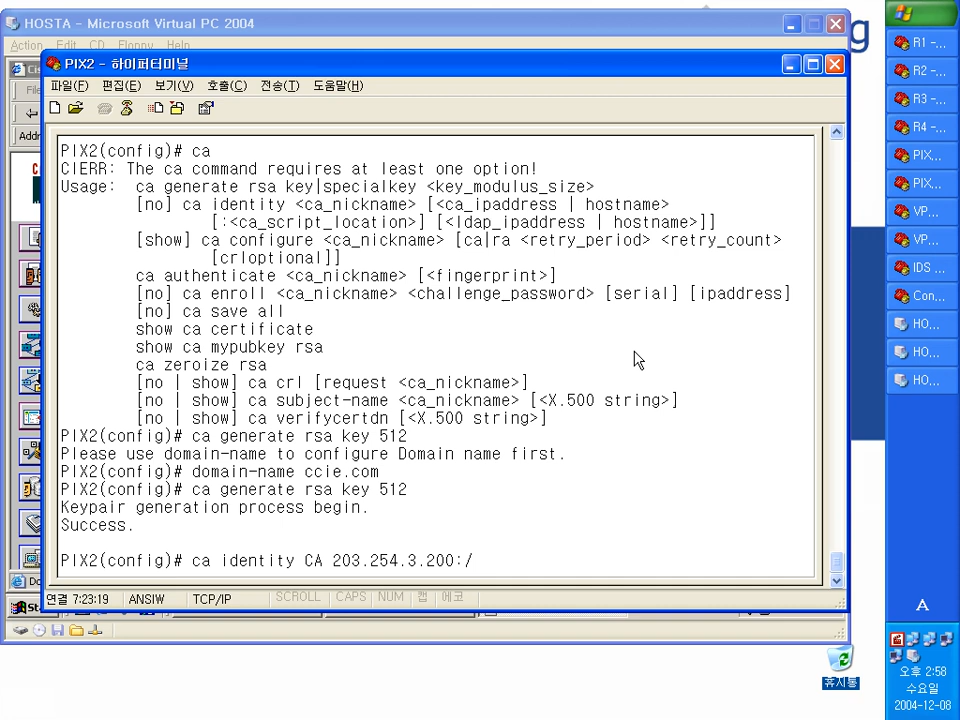 HOSTA - Microsoft Virtual PC 2004
Action Edit CD Floppy Help
PIX2 - 하이퍼터미널
파일(F) 편집(E) 보기(V) 호출(C) 전송(T) 도움말(H)
PIX2(config)# ca
CIERR: The ca command requires at least one option!
Usage: ca generate rsa key|specialkey <key_modulus_size>
[no] ca identity <ca_nickname> [<ca_ipaddress | hostname>
[:<ca_script_location>] [<ldap_ipaddress | hostname>]]
[show] ca configure <ca_nickname> [ca|ra <retry_period> <retry_count>
[crloptional]]
ca authenticate <ca_nickname> [<fingerprint>]
[no] ca enroll <ca_nickname> <challenge_password> [serial] [ipaddress]
[no] ca save all
show ca certificate
show ca mypubkey rsa
ca zeroize rsa
[no | show] ca crl [request <ca_nickname>]
[no | show] ca subject-name <ca_nickname> [<X.500 string>]
[no | show] ca verifycertdn [<X.500 string>]
PIX2(config)# ca generate rsa key 512
Please use domain-name to configure Domain name first.
PIX2(config)# domain-name ccie.com
PIX2(config)# ca generate rsa key 512
Keypair generation process begin.
Success.
PIX2(config)# ca identity CA 203.254.3.200:/
연결 7:23:19 ANSIW TCP/IP SCROLL CAPS NUM 캡 에코
R1 -...
R2 -...
R3 -...
R4 -...
PIX...
PIX...
VP...
VP...
IDS ...
Con...
HO...
HO...
HO...
A
오후 2:58
수요일
2004-12-08
휴지통